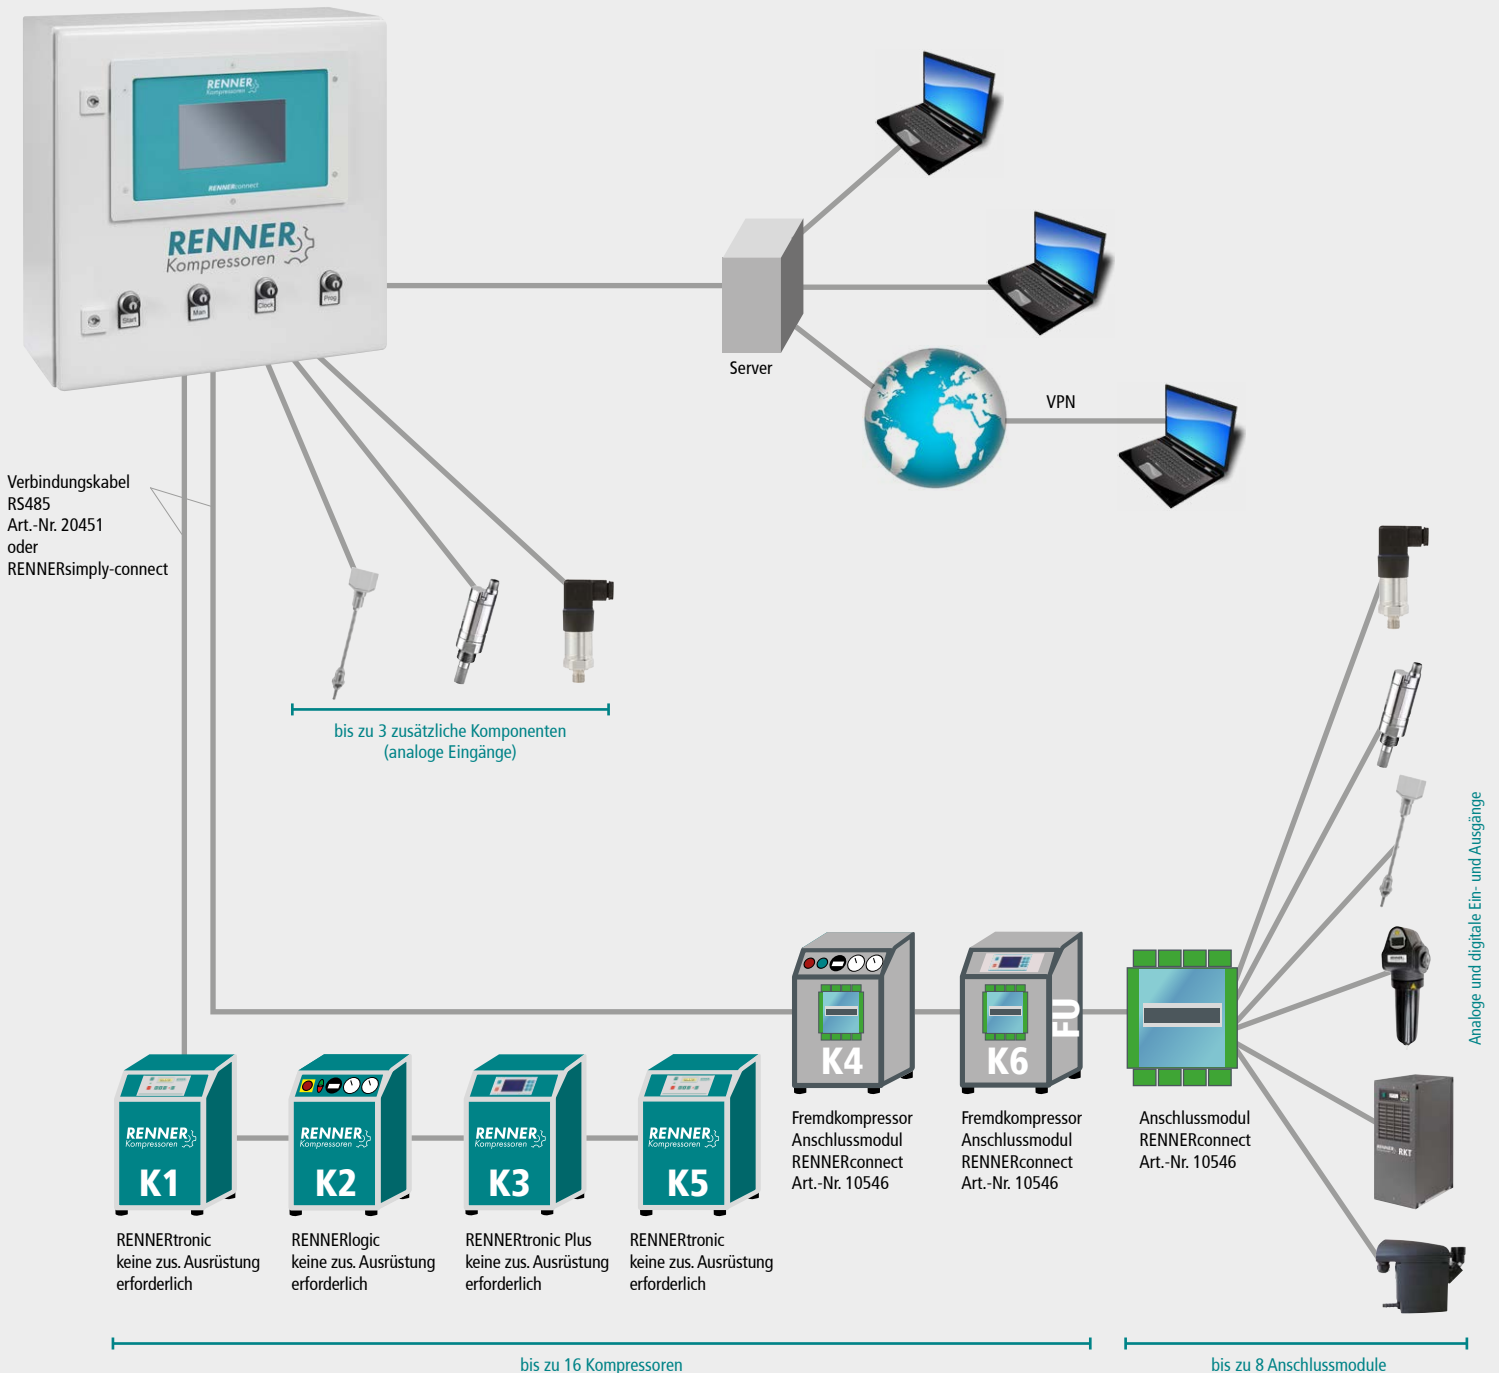 RENNER
Kompressoren
RENNERconnect
RENNER
Kompressoren
Start
Man
Clock
Prog
Server
VPN
Verbindungskabel
RS485
Art.-Nr. 20451
oder
RENNERsimply-connect
bis zu 3 zusätzliche Komponenten
(analoge Eingänge)
Analoge und digitale Ein- und Ausgänge
RENNER
Kompressoren
K1
RENNER
Kompressoren
K2
RENNER
Kompressoren
K3
RENNER
Kompressoren
K5
K4
K6
FU
RENNERtronic
keine zus. Ausrüstung
erforderlich
RENNERlogic
keine zus. Ausrüstung
erforderlich
RENNERtronic Plus
keine zus. Ausrüstung
erforderlich
RENNERtronic
keine zus. Ausrüstung
erforderlich
Fremdkompressor
Anschlussmodul
RENNERconnect
Art.-Nr. 10546
Fremdkompressor
Anschlussmodul
RENNERconnect
Art.-Nr. 10546
Anschlussmodul
RENNERconnect
Art.-Nr. 10546
RENNER RKT
bis zu 16 Kompressoren
bis zu 8 Anschlussmodule